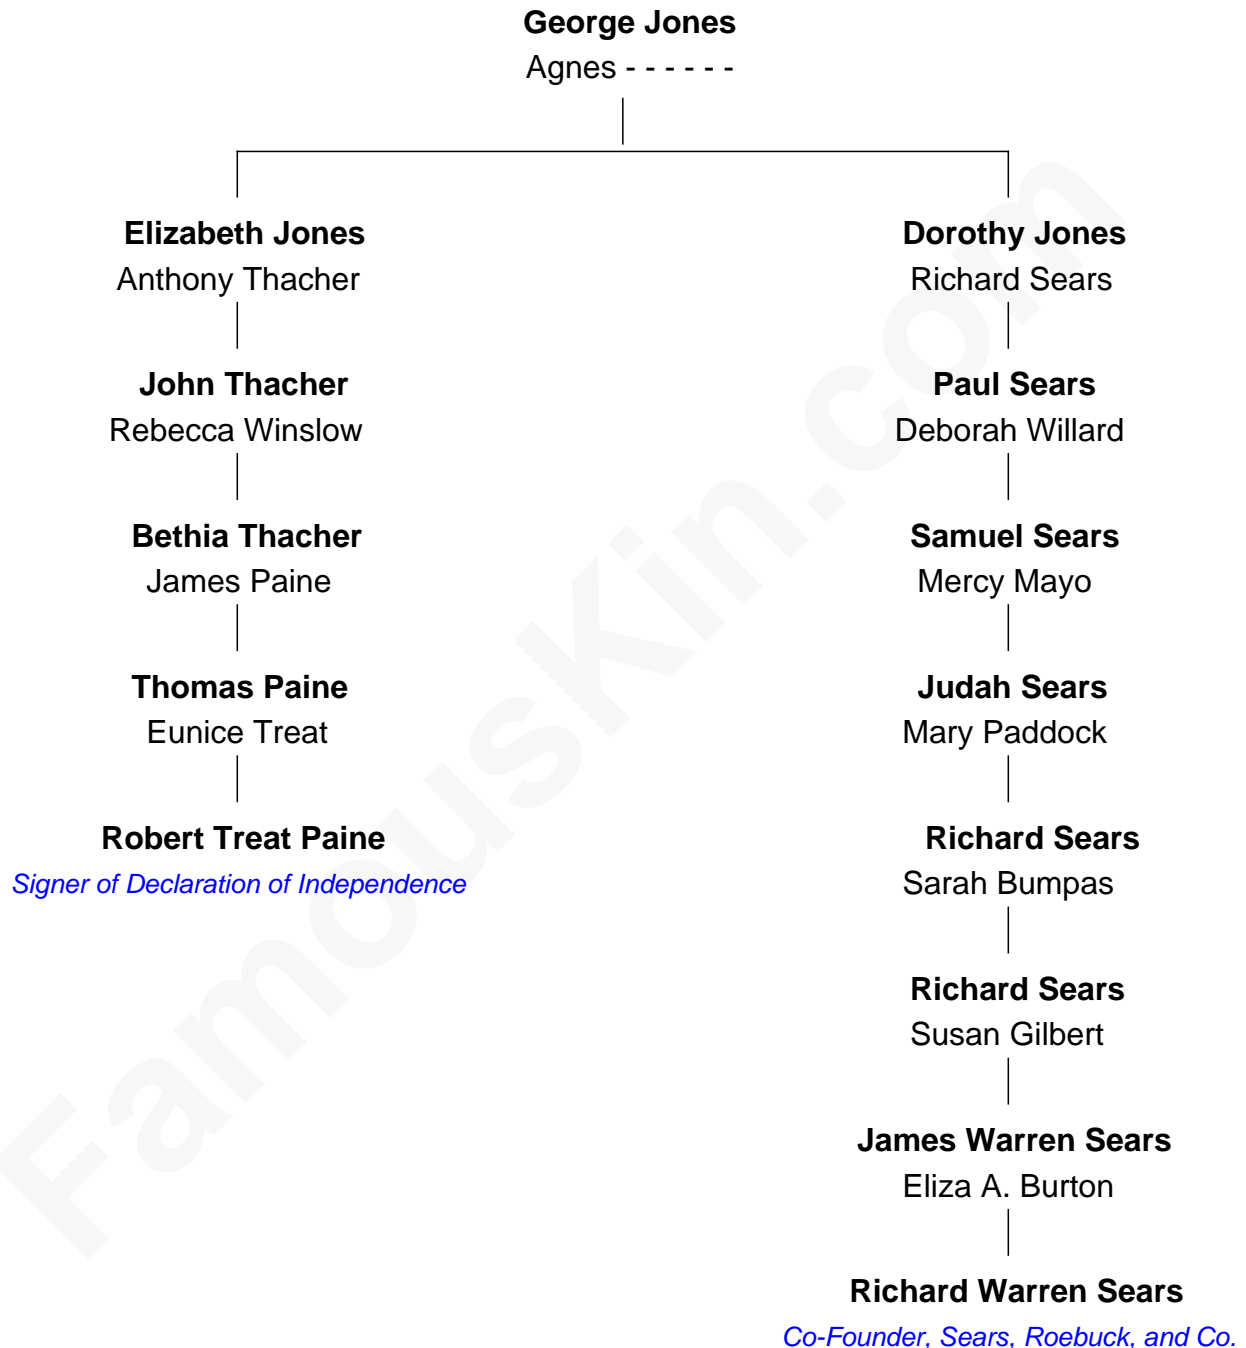 George Jones
Agnes - - - - - -
Elizabeth Jones
Anthony Thacher
John Thacher
Rebecca Winslow
Bethia Thacher
James Paine
Thomas Paine
Eunice Treat
Robert Treat Paine
Signer of Declaration of Independence
Dorothy Jones
Richard Sears
Paul Sears
Deborah Willard
Samuel Sears
Mercy Mayo
Judah Sears
Mary Paddock
Richard Sears
Sarah Bumpas
Richard Sears
Susan Gilbert
James Warren Sears
Eliza A. Burton
Richard Warren Sears
Co-Founder, Sears, Roebuck, and Co.
FamousKin.com